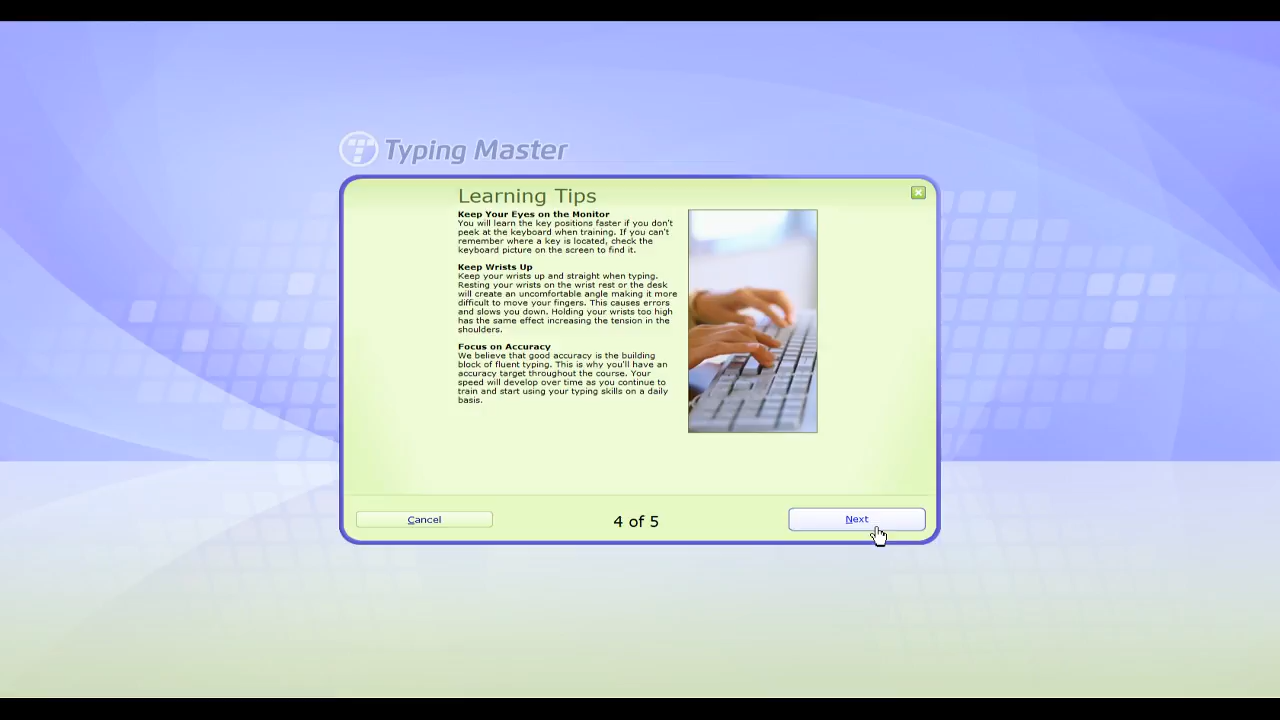 Typing Master
Learning Tips
Keep Your Eyes on the Monitor
You will learn the key positions faster if you don't
peek at the keyboard when training. If you can't
remember where a key is located, check the
keyboard picture on the screen to find it.
Keep Wrists Up
Keep your wrists up and straight when typing.
Resting your wrists on the wrist rest or the desk
will create an uncomfortable angle making it more
difficult to move your fingers. This causes errors
and slows you down. Holding your wrists too high
has the same effect increasing the tension in the
shoulders.
Focus on Accuracy
We believe that good accuracy is the building
block of fluent typing. This is why you'll have an
accuracy target throughout the course. Your
speed will develop over time as you continue to
train and start using your typing skills on a daily
basis.
Cancel
4 of 5
Next